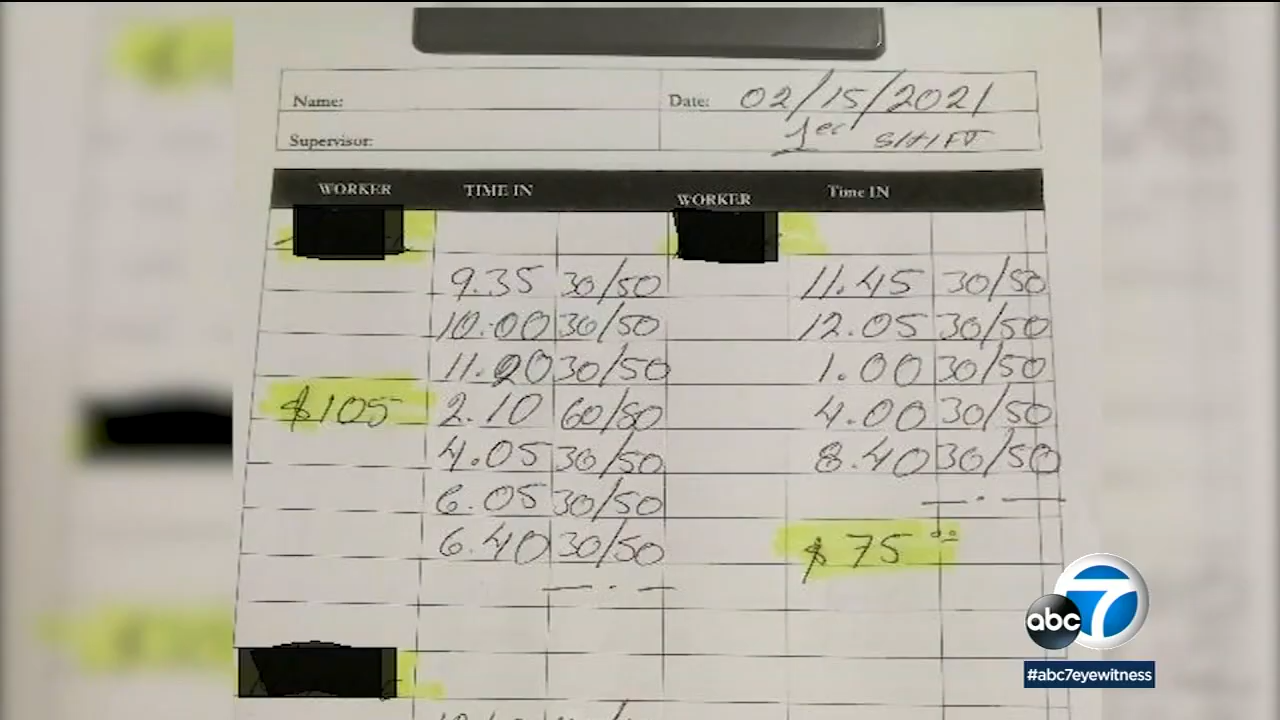 Name:
Date: 02/15/2021
Supervisor:
1er SHIFT
WORKER TIME IN WORKER Time IN
9.35 30/50 11.45 30/50
10.00 30/50 12.05 30/50
11.20 30/50 1.00 30/50
$105 2.10 60/80 4.00 30/50
4.05 30/50 8.40 30/50
6.05 30/50
6.40 30/50 $75.00
abc 7
#abc7eyewitness